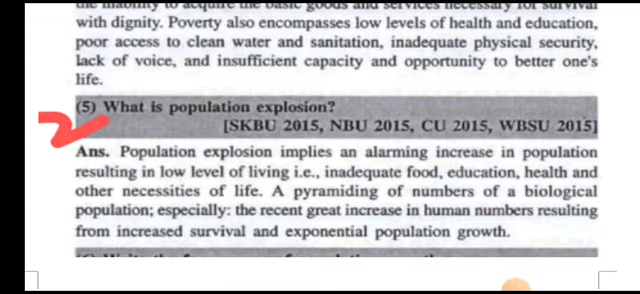 the inability to acquire the basic goods and services necessary for survival
with dignity. Poverty also encompasses low levels of health and education,
poor access to clean water and sanitation, inadequate physical security,
lack of voice, and insufficient capacity and opportunity to better one's
life.
(5) What is population explosion?
[SKBU 2015, NBU 2015, CU 2015, WBSU 2015]
Ans. Population explosion implies an alarming increase in population
resulting in low level of living i.e., inadequate food, education, health and
other necessities of life. A pyramiding of numbers of a biological
population; especially: the recent great increase in human numbers resulting
from increased survival and exponential population growth.